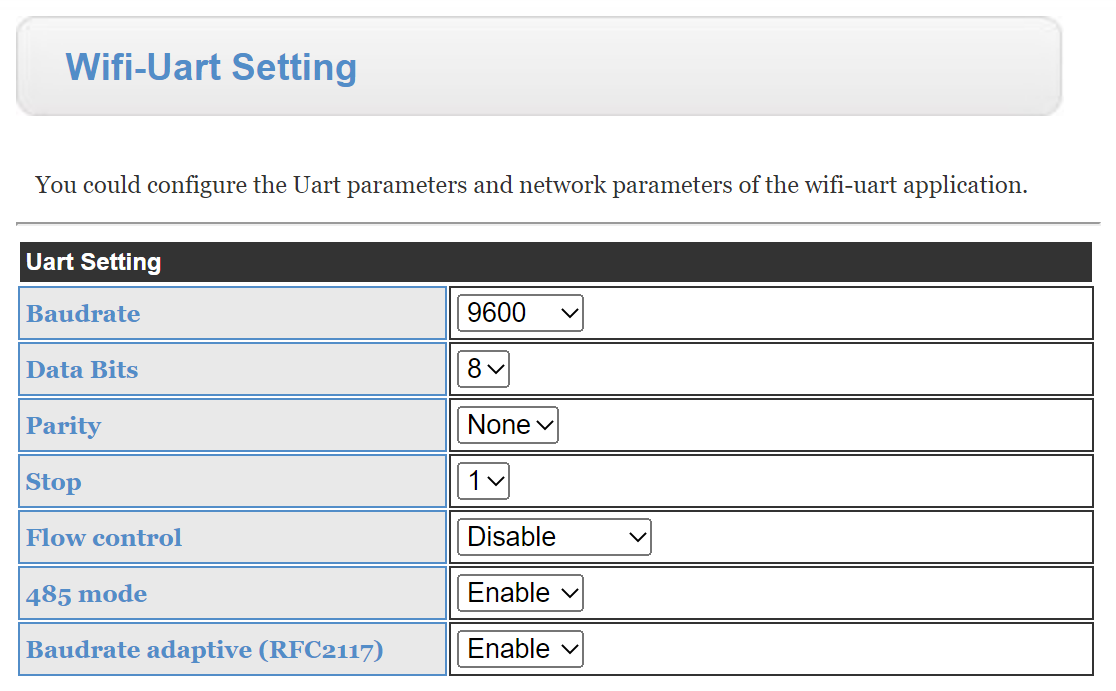 Wifi-Uart Setting
You could configure the Uart parameters and network parameters of the wifi-uart application.
Uart Setting
Baudrate 9600
Data Bits 8
Parity None
Stop 1
Flow control Disable
485 mode Enable
Baudrate adaptive (RFC2117) Enable